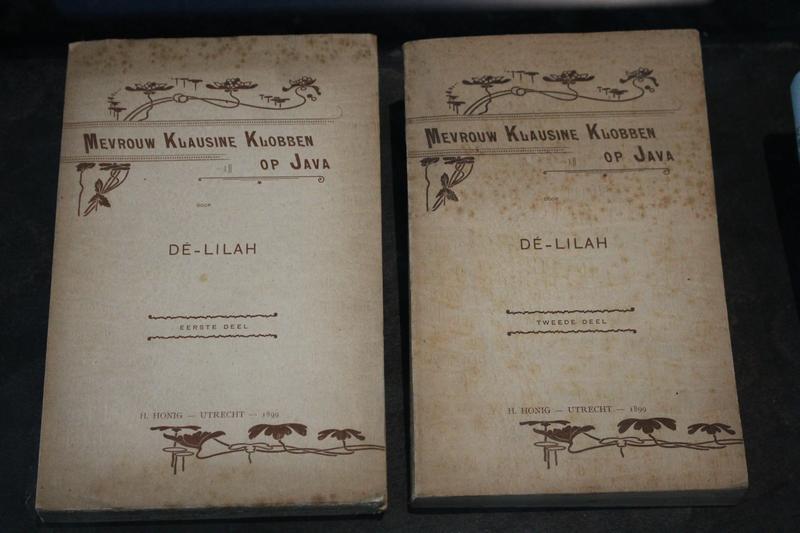 Mevrouw Klausine Klobben
op Java
door
DÉ-LILAH
EERSTE DEEL
H. HONIG — UTRECHT — 1899
Mevrouw Klausine Klobben
op Java
door
DÉ-LILAH
TWEEDE DEEL
H. HONIG — UTRECHT — 1899